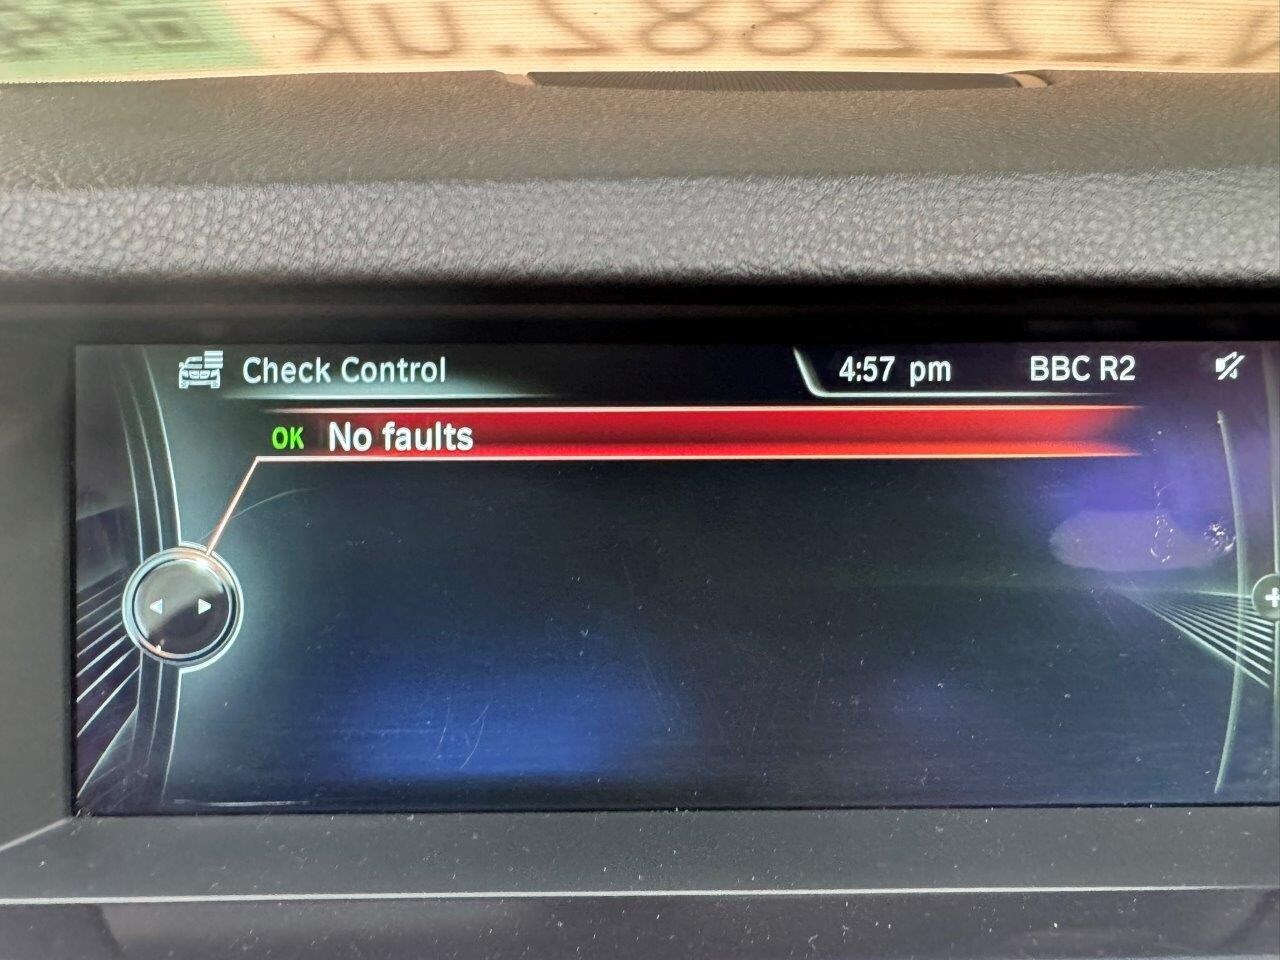 Check Control
4:57 pm
BBC R2
OK No faults